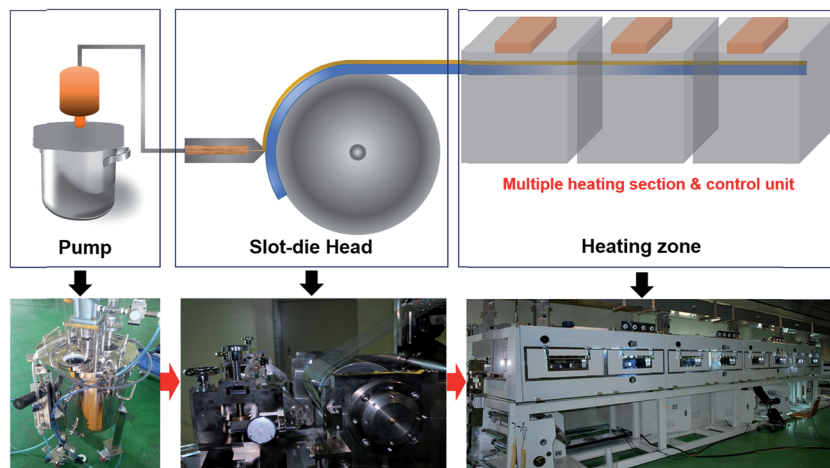 Multiple heating section & control unit
Pump
Slot-die Head
Heating zone